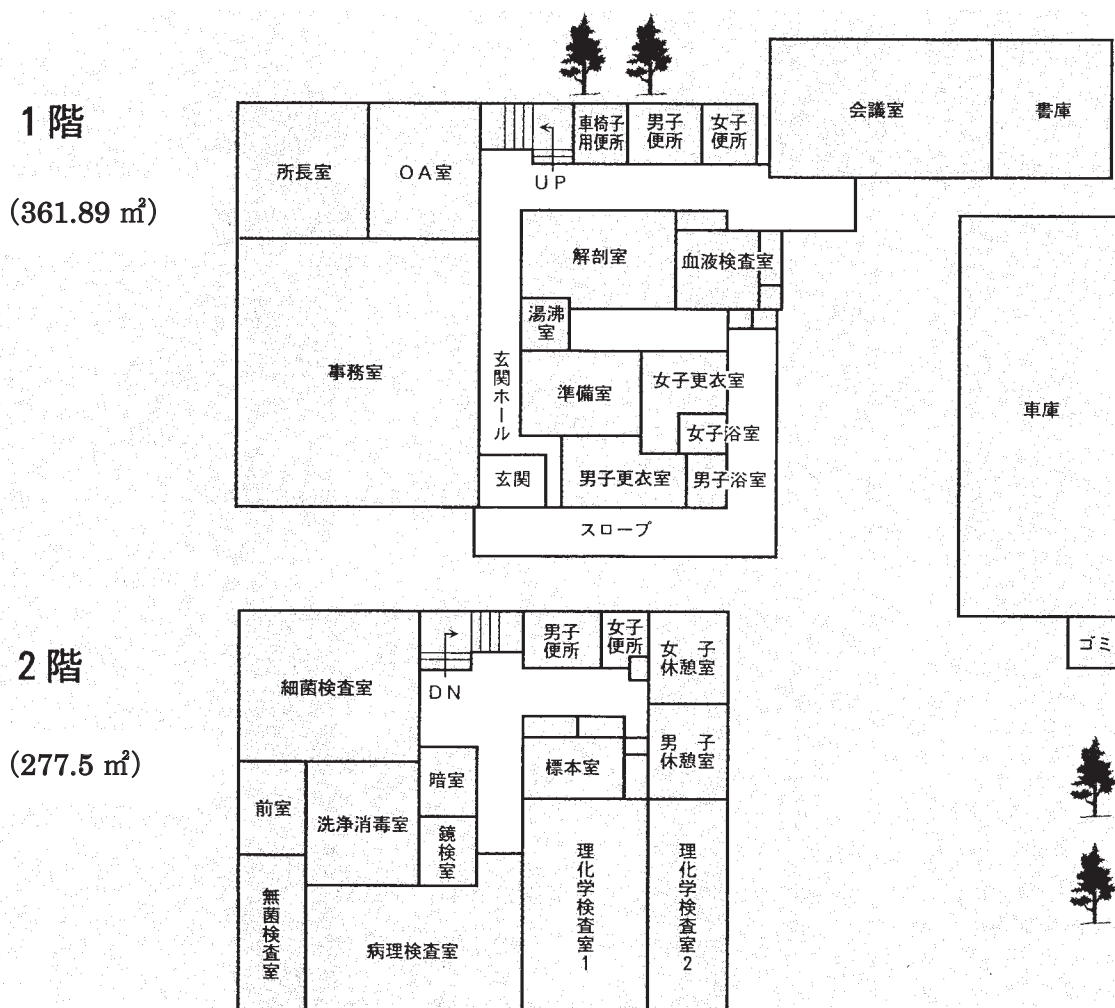 1階
(361.89 ㎡)
所長室
OA室
UP
車椅子
用便所
男子
便所
女子
便所
会議室
書庫
解剖室
血液検査室
湯沸
室
事務室
玄関ホール
準備室
女子更衣室
女子浴室
玄関
男子更衣室
男子浴室
スロープ
車庫
ゴミ
2階
(277.5 ㎡)
細菌検査室
DN
男子
便所
女子
便所
女子
休憩室
男子
休憩室
標本室
暗室
前室
洗浄消毒室
鏡検室
無菌検査室
病理検査室
理化学検査室1
理化学検査室2